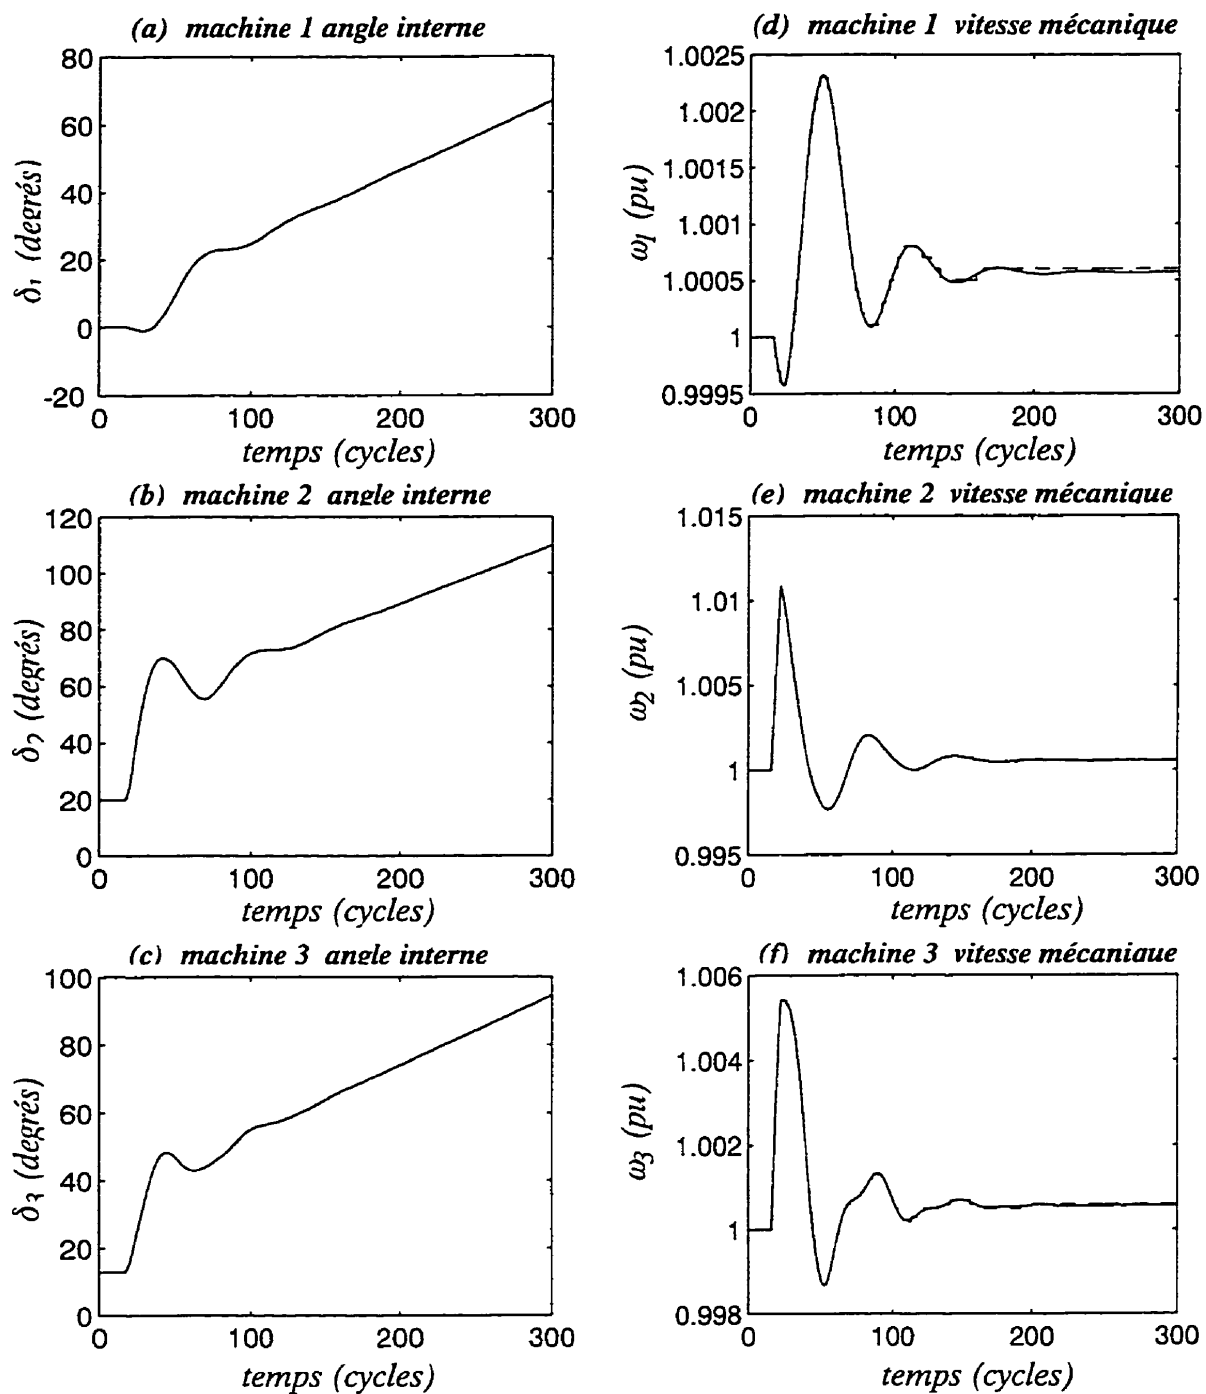 (a) machine 1 angle interne
80
60
40
20
0
-20
δ1 (degrés)
0 100 200 300
temps (cycles)
(d) machine 1 vitesse mécanique
1.0025
1.002
1.0015
1.001
1.0005
1
0.9995
ω1 (pu)
0 100 200 300
temps (cycles)
(b) machine 2 angle interne
120
100
80
60
40
20
0
δ2 (degrés)
0 100 200 300
temps (cycles)
(e) machine 2 vitesse mécanique
1.015
1.01
1.005
1
0.995
ω2 (pu)
0 100 200 300
temps (cycles)
(c) machine 3 angle interne
100
80
60
40
20
0
δ3 (degrés)
0 100 200 300
temps (cycles)
(f) machine 3 vitesse mécanique
1.006
1.004
1.002
1
0.998
ω3 (pu)
0 100 200 300
temps (cycles)